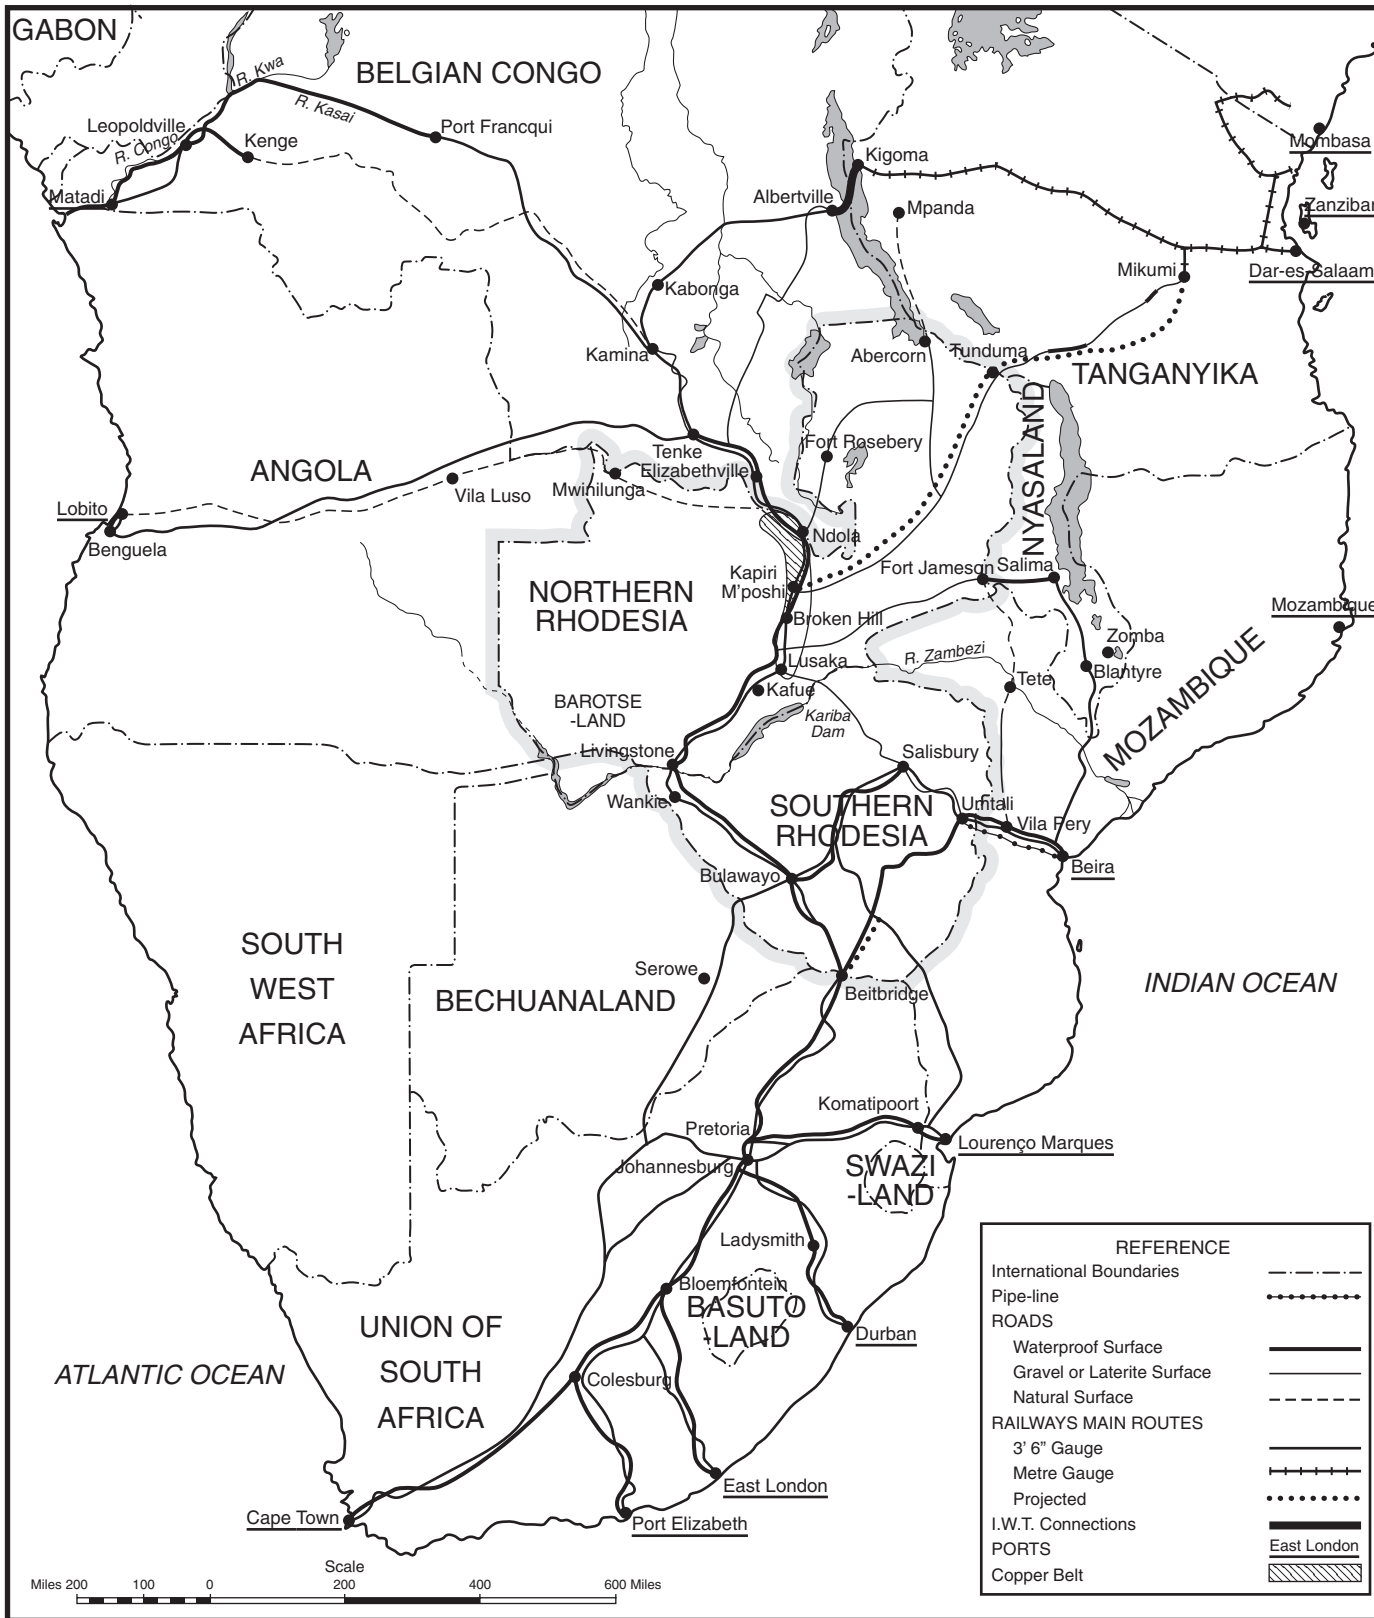 GABON
R. Kwa
BELGIAN CONGO
R. Kasai
Leopoldville
R. Congo
Kenge
Port Francqui
Matadi
Kigoma
Albertville
Mpanda
Mombasa
Zanzibar
Mikumi
Dar-es-Salaam
Kabonga
Kamina
Abercorn
Tunduma
TANGANYIKA
NYASALAND
Fort Rosebery
Tenke
Elizabethville
ANGOLA
Mwinilunga
Vila Luso
Lobito
Benguela
Ndola
Kapiri
M'poshi
Fort Jameson
Salima
NORTHERN
RHODESIA
Broken Hill
Mozambique
Zomba
Lusaka
R. Zambezi
Tete
Blantyre
MOZAMBIQUE
Kafue
BAROTSE
-LAND
Kariba
Dam
Livingstone
Salisbury
Wankie
SOUTHERN
RHODESIA
Umtali
Vila Pery
Bulawayo
Beira
SOUTH
WEST
AFRICA
Serowe
BECHUANALAND
Beitbridge
INDIAN OCEAN
Komatipoort
Pretoria
Lourenço Marques
Johannesburg
SWAZI
-LAND
Ladysmith
Bloemfontein
BASUTO
-LAND
Durban
UNION OF
SOUTH
AFRICA
ATLANTIC OCEAN
Colesburg
East London
Cape Town
Port Elizabeth
REFERENCE
International Boundaries
Pipe-line
ROADS
Waterproof Surface
Gravel or Laterite Surface
Natural Surface
RAILWAYS MAIN ROUTES
3' 6” Gauge
Metre Gauge
Projected
I.W.T. Connections
PORTS East London
Copper Belt
Scale
Miles 200 100 0 200 400 600 Miles